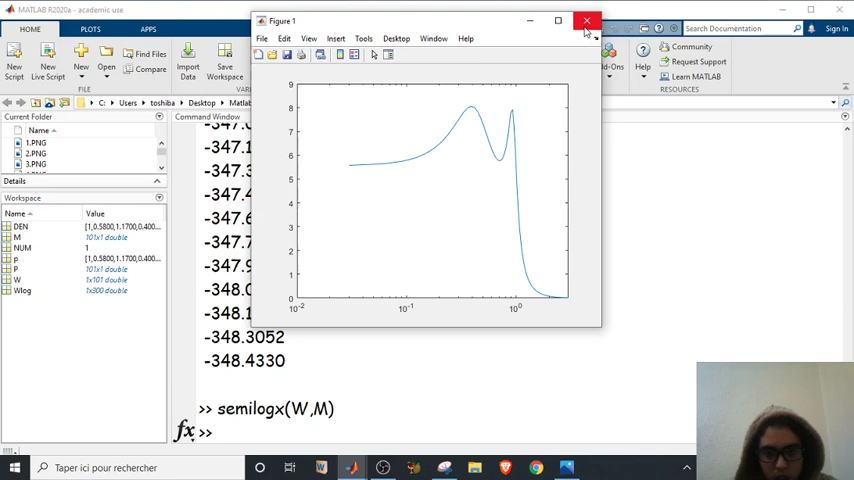 MATLAB R2020a - academic use
HOME PLOTS APPS
Search Documentation Sign In
New Script
New Live Script
New
Open
Find Files
Compare
Import Data
Save Workspace
Add-Ons
Help
Community
Request Support
Learn MATLAB
FILE
RESOURCES
C: Users toshiba Desktop
Current Folder
Name
1.PNG
2.PNG
3.PNG
Details
Workspace
Name Value
DEN [1,0.5800,1.1700,0.400...
M 101x1 double
NUM 1
p [1,0.5800,1.1700,0.400...
P 101x1 double
W 1x101 double
Wlog 1x300 double
Command Window
-347.1
-347.3
-347.4
-347.6
-347.7
-347.9
-348.0
-348.1
-348.3052
-348.4330
>> semilogx(W,M)
fx >>
Figure 1
File Edit View Insert Tools Desktop Window Help
9
8
7
6
5
4
3
2
1
0
10-2 10-1 100
Taper ici pour rechercher